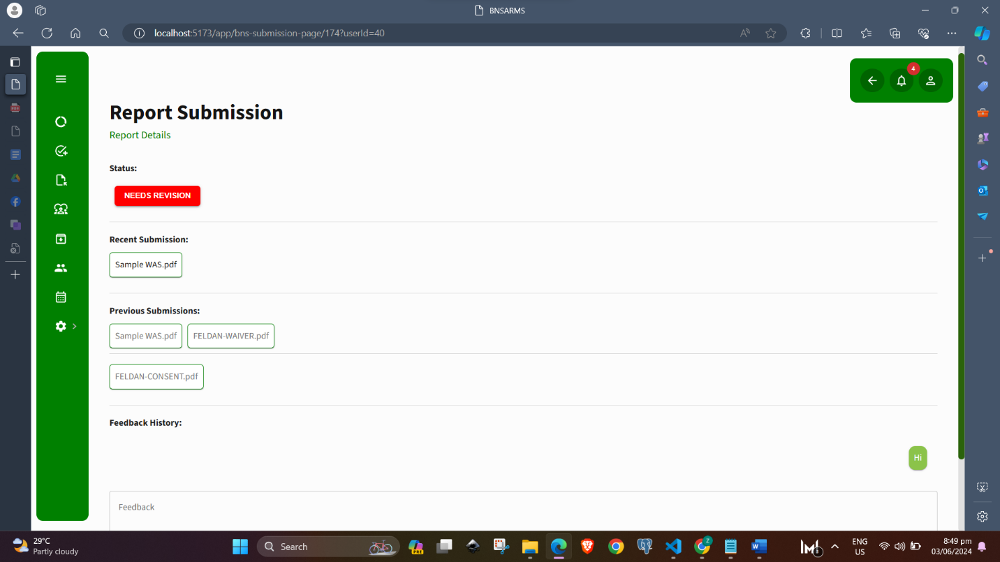 BNSARMS
localhost:5173/app/bns-submission-page/174?userId=40
4
Report Submission
Report Details
Status:
NEEDS REVISION
Recent Submission:
Sample WAS.pdf
Previous Submissions:
Sample WAS.pdf FELDAN-WAIVER.pdf
FELDAN-CONSENT.pdf
Feedback History:
Hi
Feedback
29°C
Partly cloudy
Search
PRE
ENG
US
8:49 pm
03/06/2024